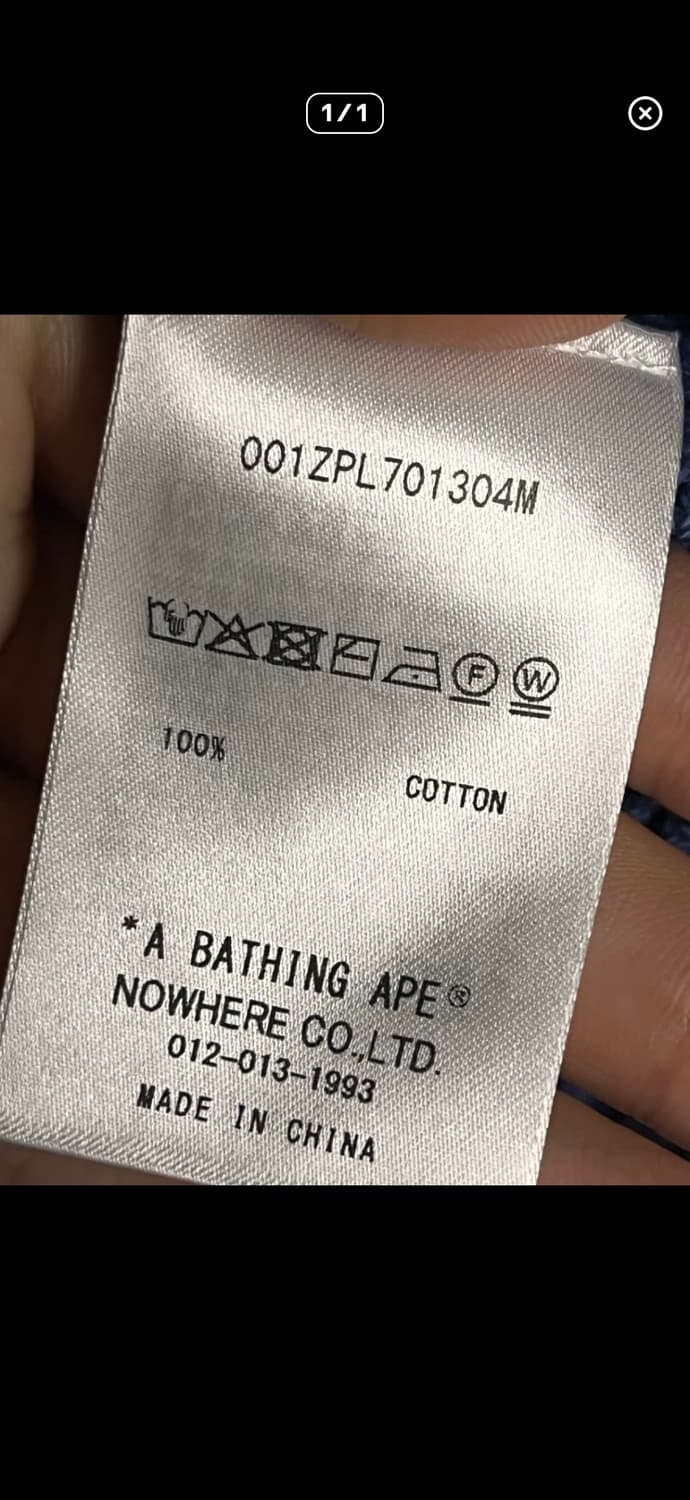 1/1
001ZPL701304M
F W
100%
COTTON
*A BATHING APE®
NOWHERE CO.,LTD.
012-013-1993
MADE IN CHINA